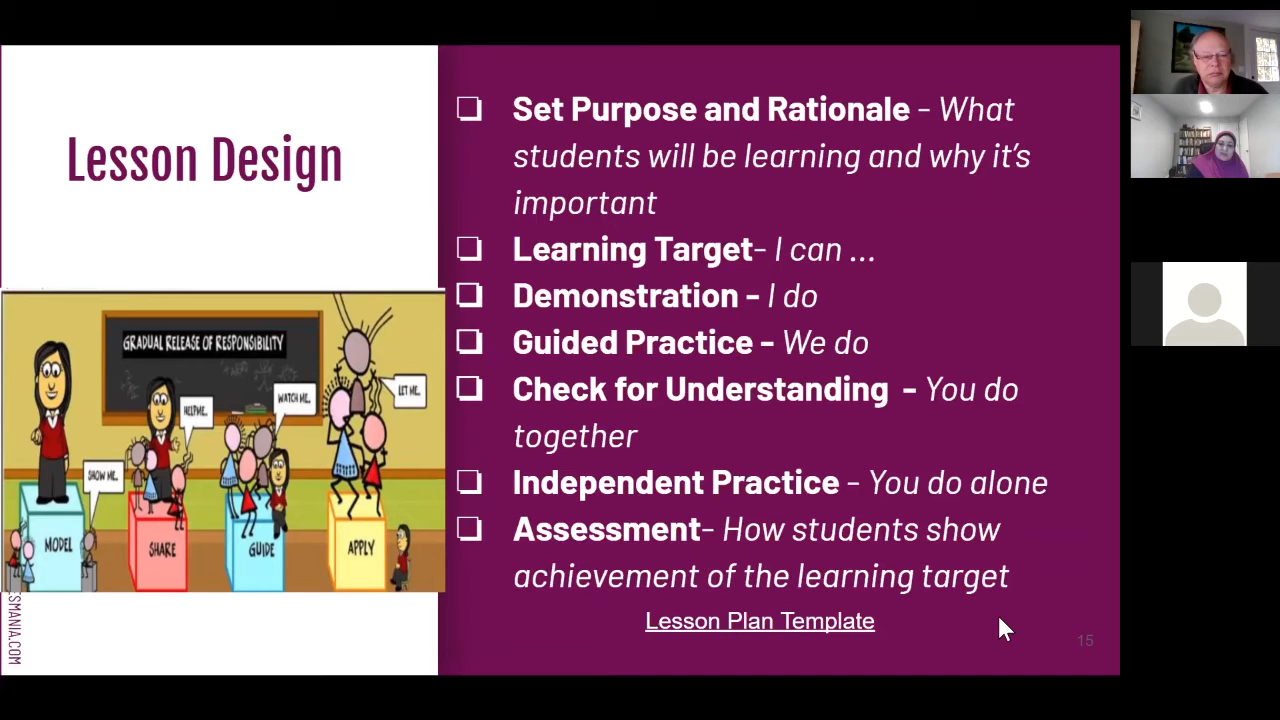 Lesson Design
❏ Set Purpose and Rationale - What
students will be learning and why it's
important
❏ Learning Target- I can ...
❏ Demonstration - I do
❏ Guided Practice - We do
❏ Check for Understanding - You do
together
❏ Independent Practice - You do alone
❏ Assessment- How students show
achievement of the learning target
Lesson Plan Template
15
GRADUAL RELEASE OF RESPONSIBILITY
SHOW ME..
HELP ME..
WATCH ME..
LET ME..
MODEL
SHARE
GUIDE
APPLY
ESMANIA.COM